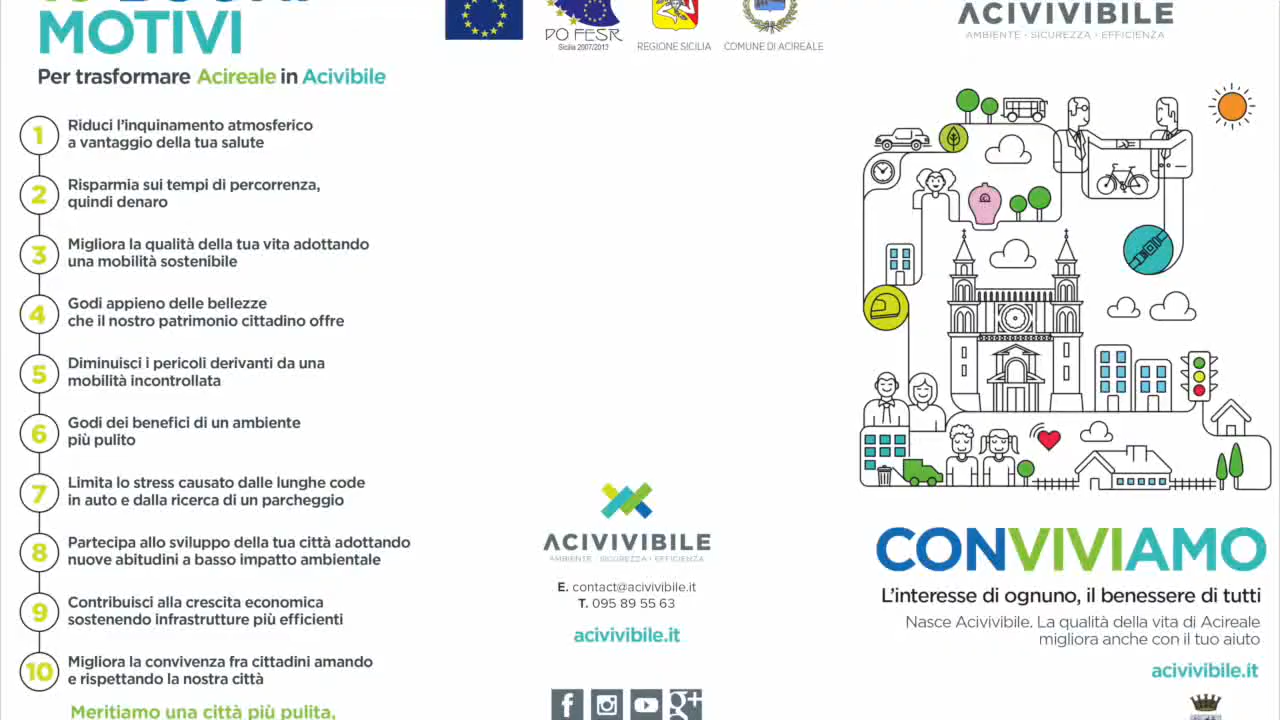 MOTIVI
Per trasformare Acireale in Acivibile
1
Riduci l'inquinamento atmosferico
a vantaggio della tua salute
2
Risparmia sui tempi di percorrenza,
quindi denaro
3
Migliora la qualità della tua vita adottando
una mobilità sostenibile
4
Godi appieno delle bellezze
che il nostro patrimonio cittadino offre
5
Diminuisci i pericoli derivanti da una
mobilità incontrollata
6
Godi dei benefici di un ambiente
più pulito
7
Limita lo stress causato dalle lunghe code
in auto e dalla ricerca di un parcheggio
8
Partecipa allo sviluppo della tua città adottando
nuove abitudini a basso impatto ambientale
9
Contribuisci alla crescita economica
sostenendo infrastrutture più efficienti
10
Migliora la convivenza fra cittadini amando
e rispettando la nostra città
Meritiamo una città più pulita,
PO FESR
Sicilia 2007/2013
REGIONE SICILIA
COMUNE DI ACIREALE
ACIVIVIBILE
AMBIENTE · SICUREZZA · EFFICIENZA
E. contact@acivivibile.it
T. 095 89 55 63
acivivibile.it
f
g+
ACIVIVIBILE
AMBIENTE · SICUREZZA · EFFICIENZA
CONVIVIAMO
L'interesse di ognuno, il benessere di tutti
Nasce Acivivibile. La qualità della vita di Acireale
migliora anche con il tuo aiuto
acivivibile.it